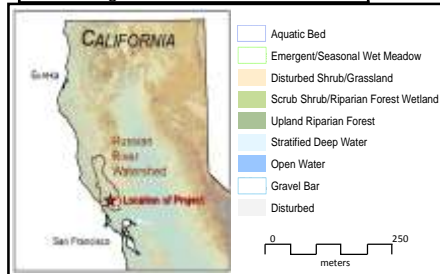 CALIFORNIA
EUREKA
Russian
River
Watershed
Location of Project
San Francisco
Aquatic Bed
Emergent/Seasonal Wet Meadow
Disturbed Shrub/Grassland
Scrub Shrub/Riparian Forest Wetland
Upland Riparian Forest
Stratified Deep Water
Open Water
Gravel Bar
Disturbed
0 250
meters